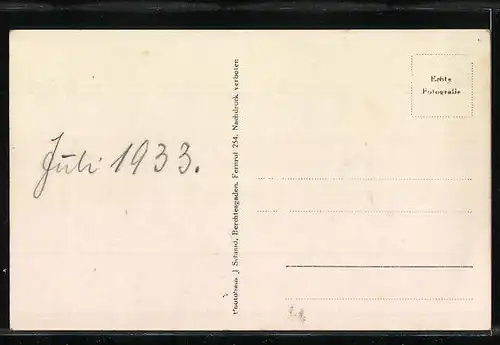 Juli 1933.
Photohaus J Schmid, Berchtesgaden. Fernruf 254. Nachdruck verboten
Echte
Fotografie